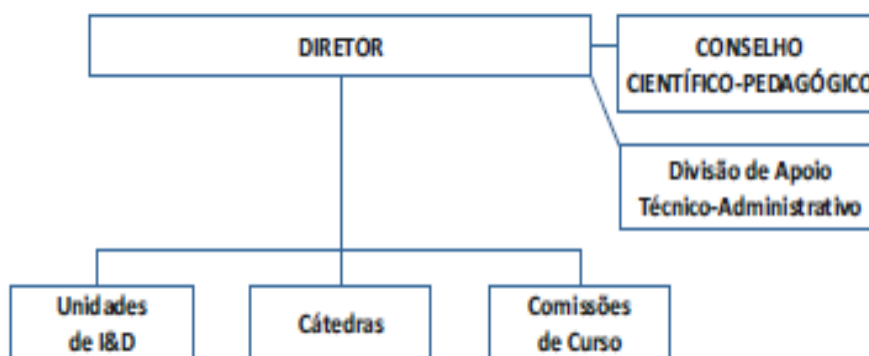 DIRETOR
CONSELHO
CIENTÍFICO-PEDAGÓGICO
Divisão de Apoio
Técnico-Administrativo
Unidades
de I&D
Cátedras
Comissões
de Curso